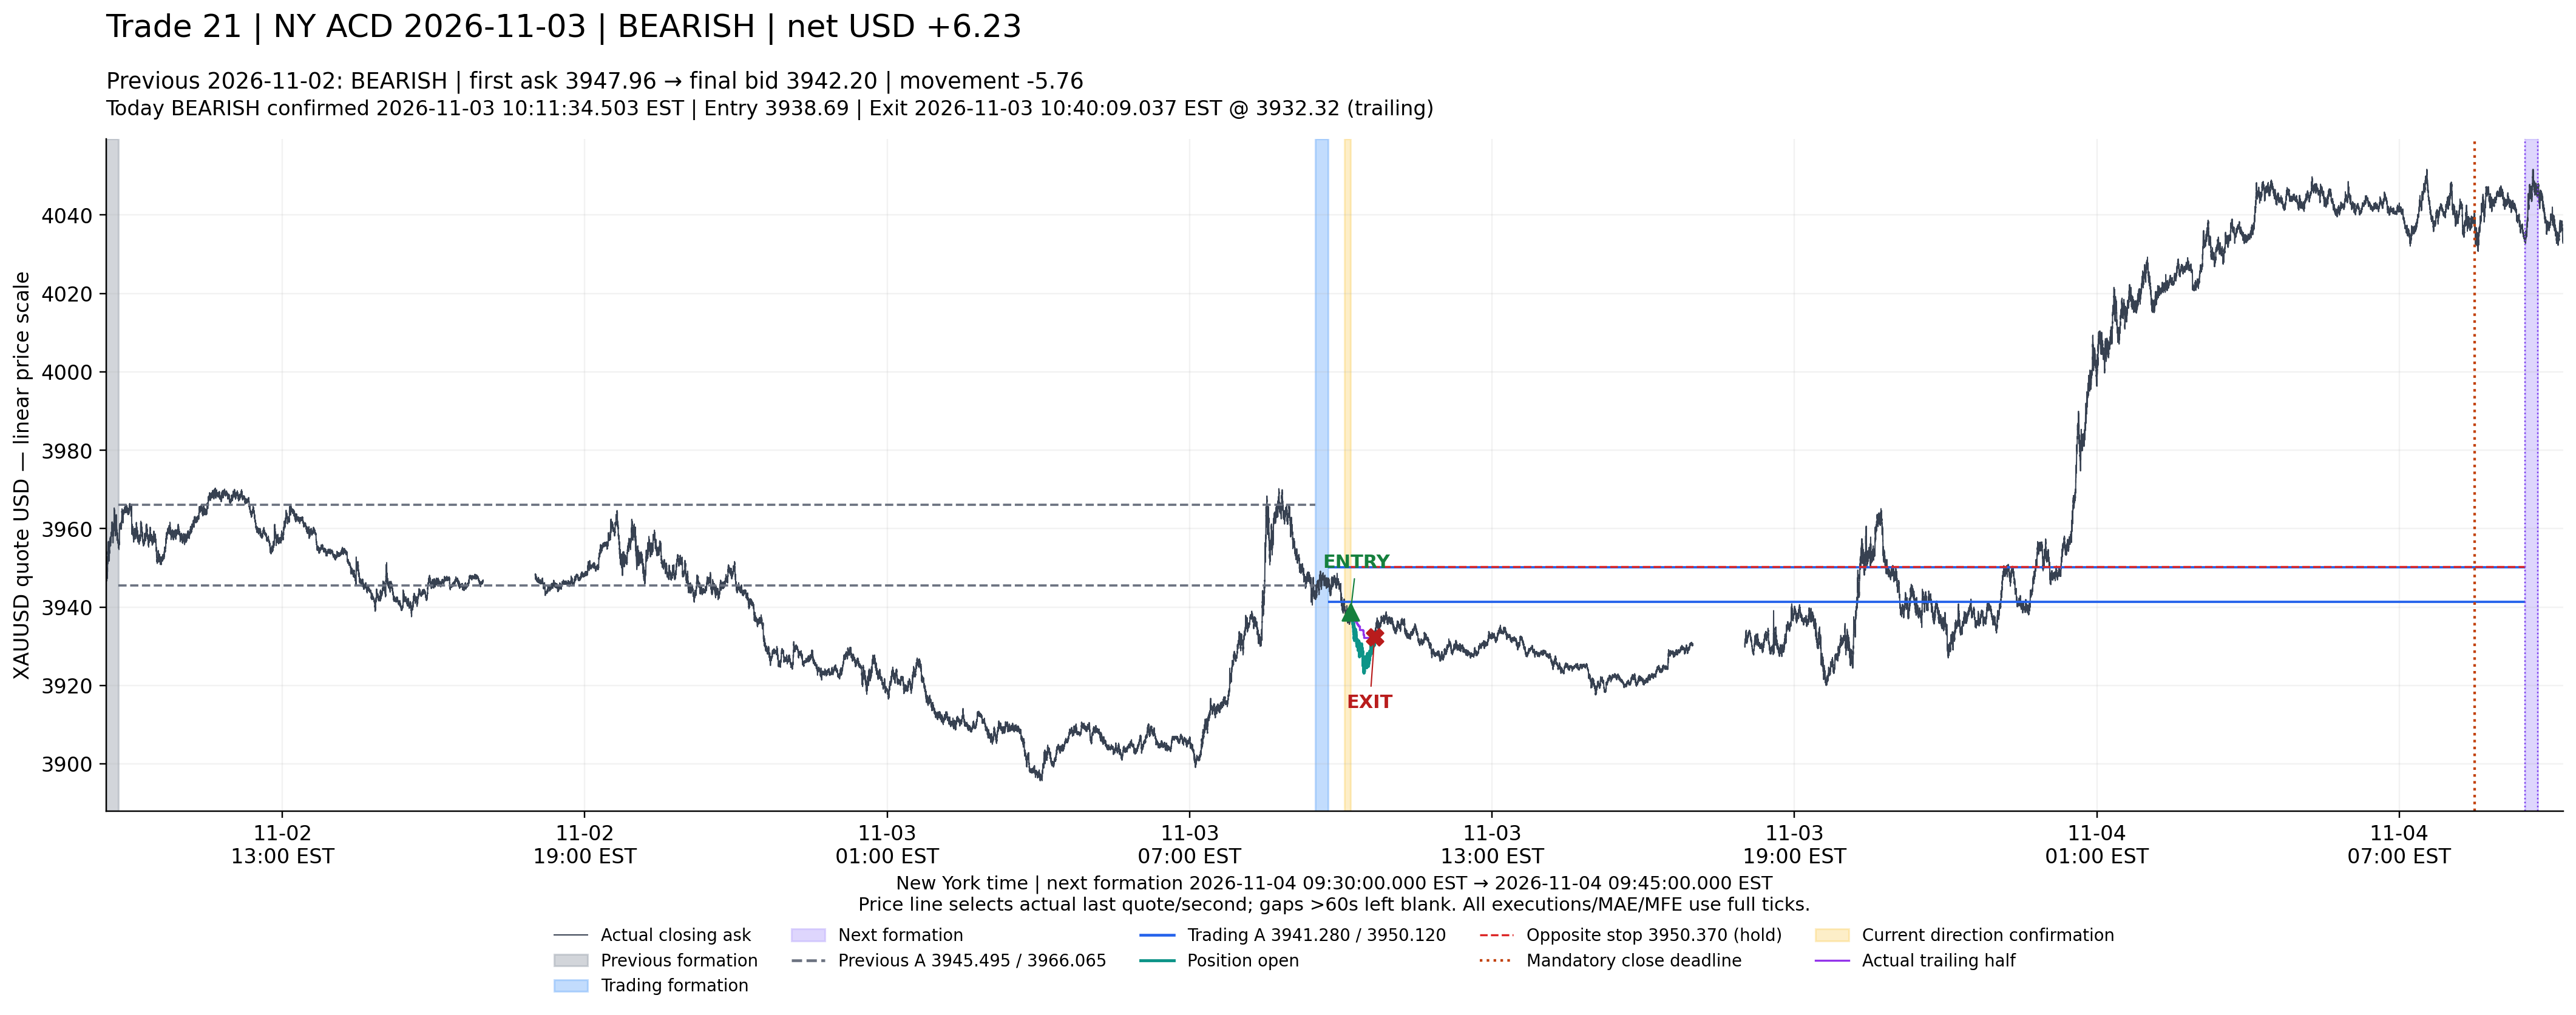 Trade 21 | NY ACD 2026-11-03 | BEARISH | net USD +6.23
Previous 2026-11-02: BEARISH | first ask 3947.96 → final bid 3942.20 | movement -5.76
Today BEARISH confirmed 2026-11-03 10:11:34.503 EST | Entry 3938.69 | Exit 2026-11-03 10:40:09.037 EST @ 3932.32 (trailing)
XAUUSD quote USD — linear price scale
4040
4020
4000
3980
3960
3940
3920
3900
ENTRY
EXIT
11-02 11-02 11-03 11-03 11-03 11-03 11-04 11-04
13:00 EST 19:00 EST 01:00 EST 07:00 EST 13:00 EST 19:00 EST 01:00 EST 07:00 EST
New York time | next formation 2026-11-04 09:30:00.000 EST → 2026-11-04 09:45:00.000 EST
Price line selects actual last quote/second; gaps >60s left blank. All executions/MAE/MFE use full ticks.
Actual closing ask
Previous formation
Trading formation
Next formation
Previous A 3945.495 / 3966.065
Trading A 3941.280 / 3950.120
Position open
Opposite stop 3950.370 (hold)
Mandatory close deadline
Current direction confirmation
Actual trailing half